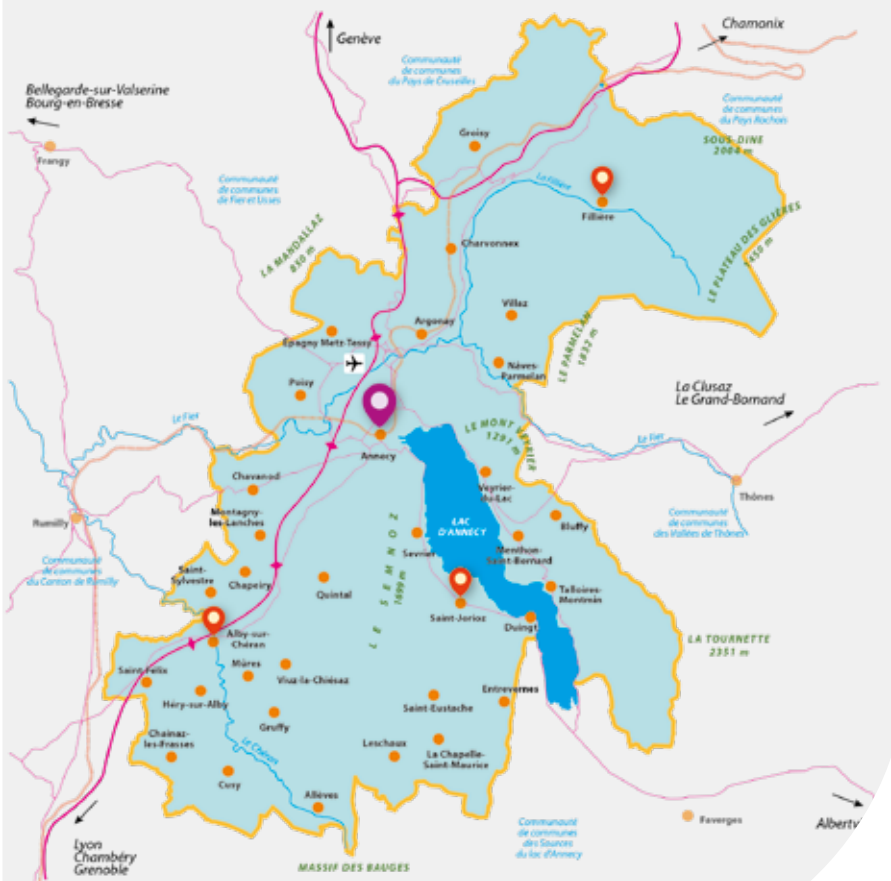 Genève
Chamonix
Communauté
de communes
du Pays de Cruseilles
Bellegarde-sur-Valserine
Bourg-en-Bresse
Communauté
de communes
du Pays Rochois
Groisy
SOUS-DINE
2004 m
Frangy
Communauté
de communes
de Fier et Usses
La Fillière
Fillière
LE PLATEAU DES GLIÈRES
1450 m
LA MANDALLAZ
850 m
Charvonnex
Villaz
Argonay
Épagny Metz-Tessy
LE PARMELAN
1832 m
Nâves-
Parmelan
Poisy
La Clusaz
Le Grand-Bornand
Le Fier
LE MONT VEYRIER
1291 m
Annecy
Le Fier
Chavanod
Veyrier-
du-Lac
Thônes
Montagny-
les-Lanches
Rumilly
LAC
D'ANNECY
Bluffy
Communauté
de communes
des Vallées de Thônes
Sevrier
Menthon-
Saint-Bernard
Communauté
de communes
du Canton de Rumilly
Saint-
Sylvestre
Chapeiry
Quintal
LE SEMNOZ
1699 m
Talloires-
Montmin
Saint-Jorioz
Duingt
Alby-sur-
Chéran
LA TOURNETTE
2351 m
Saint-Félix
Mûres
Viuz-la-Chiésaz
Héry-sur-Alby
Saint-Eustache
Entrevernes
Gruffy
Chainaz-
les-Frasses
Le Chéran
Leschaux
La Chapelle-
Saint-Maurice
Cusy
Allèves
Communauté
de communes
des Sources
du lac d'Annecy
Faverges
Albertv
Lyon
Chambéry
Grenoble
MASSIF DES BAUGES